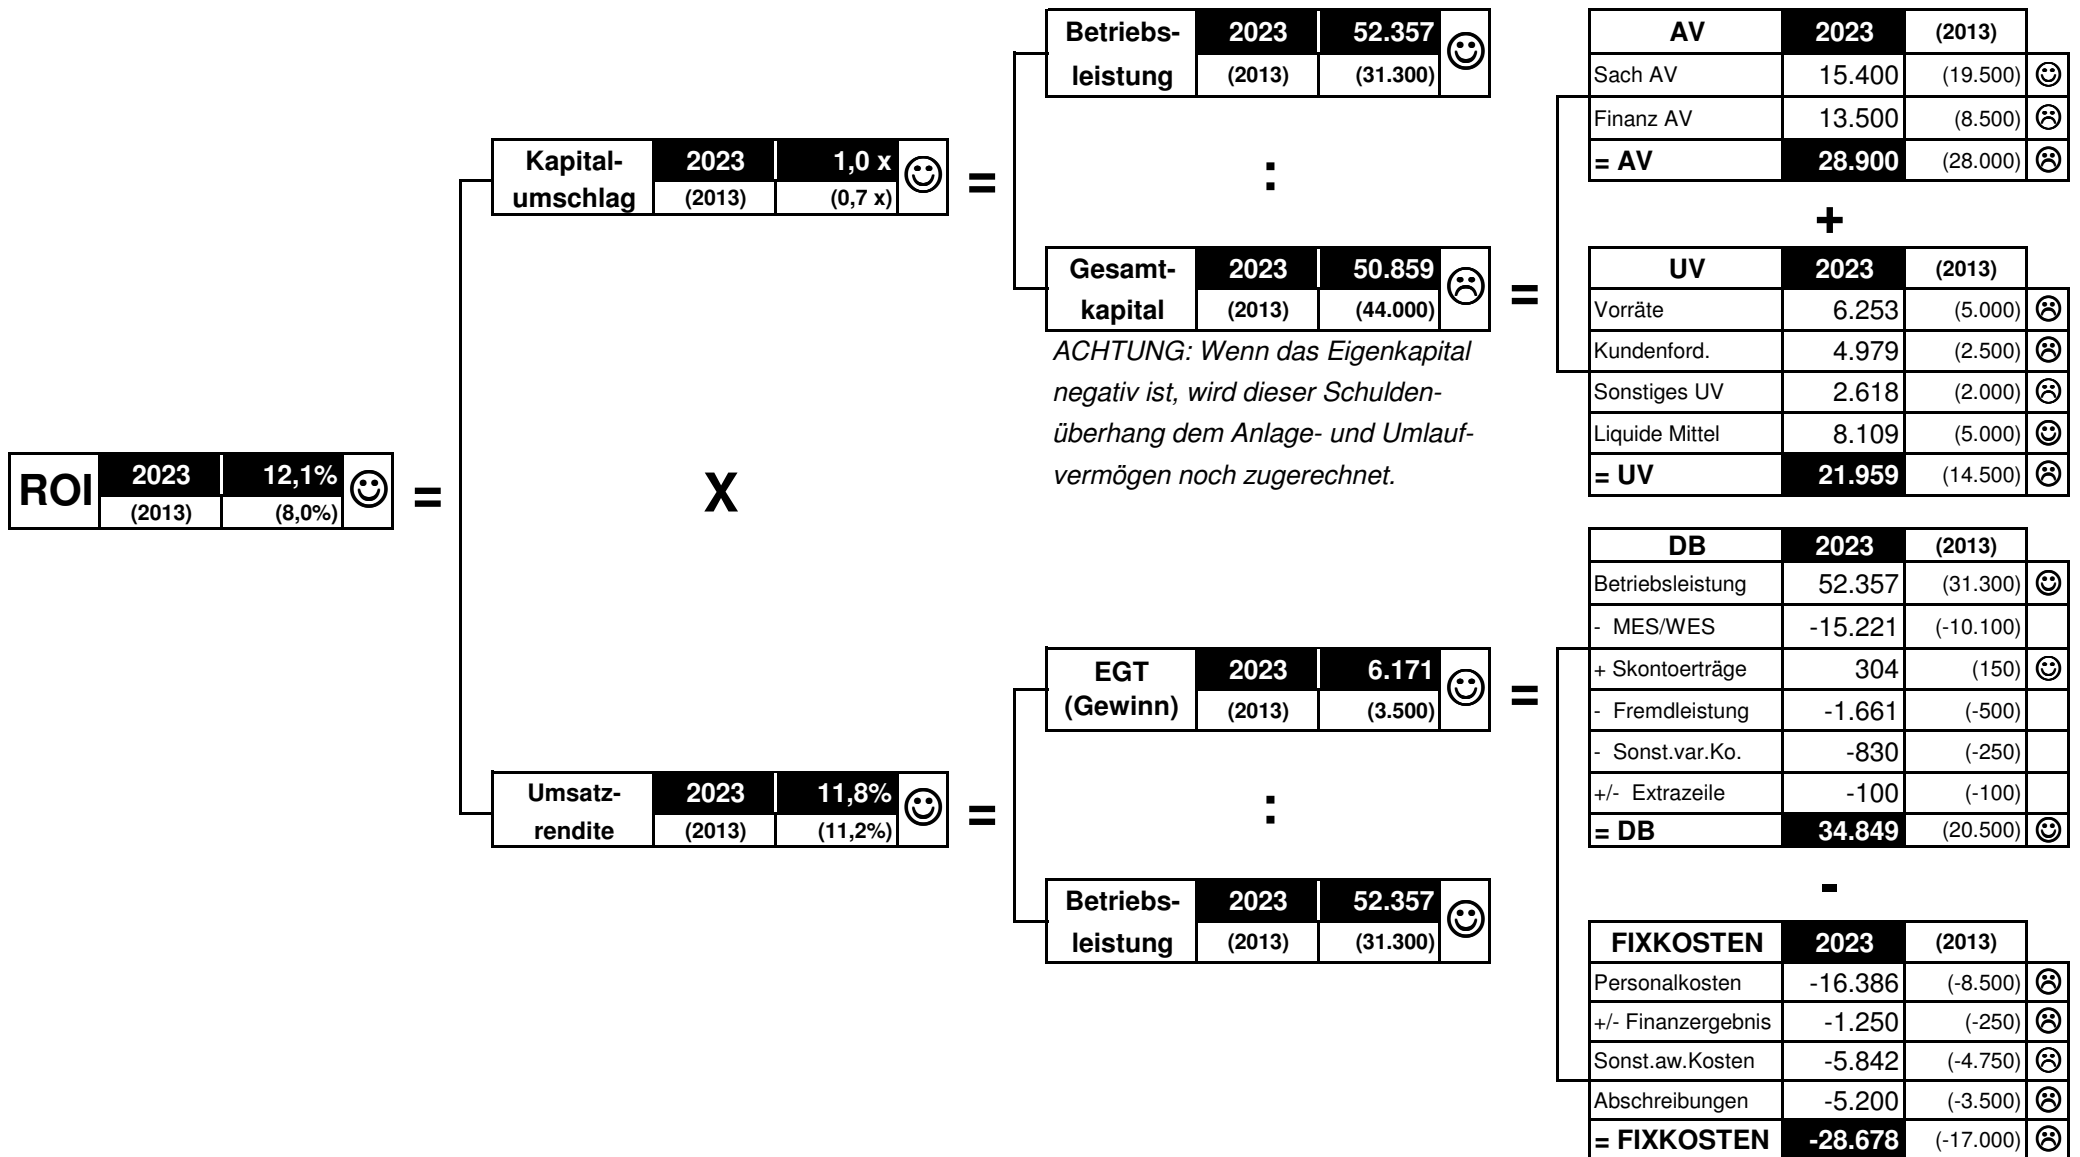 ROI 2023 12,1%
(2013) (8,0%)
=
Kapital- 2023 1,0 x
umschlag (2013) (0,7 x)
=
X
Umsatz- 2023 11,8%
rendite (2013) (11,2%)
=
Betriebs- 2023 52.357
leistung (2013) (31.300)
:
Gesamt- 2023 50.859
kapital (2013) (44.000)
=
ACHTUNG: Wenn das Eigenkapital
negativ ist, wird dieser Schulden-
überhang dem Anlage- und Umlauf-
vermögen noch zugerechnet.
EGT 2023 6.171
(Gewinn) (2013) (3.500)
=
:
Betriebs- 2023 52.357
leistung (2013) (31.300)
AV 2023 (2013)
Sach AV 15.400 (19.500)
Finanz AV 13.500 (8.500)
= AV 28.900 (28.000)
+
UV 2023 (2013)
Vorräte 6.253 (5.000)
Kundenford. 4.979 (2.500)
Sonstiges UV 2.618 (2.000)
Liquide Mittel 8.109 (5.000)
= UV 21.959 (14.500)
DB 2023 (2013)
Betriebsleistung 52.357 (31.300)
- MES/WES -15.221 (-10.100)
+ Skontoerträge 304 (150)
- Fremdleistung -1.661 (-500)
- Sonst.var.Ko. -830 (-250)
+/- Extrazeile -100 (-100)
= DB 34.849 (20.500)
-
FIXKOSTEN 2023 (2013)
Personalkosten -16.386 (-8.500)
+/- Finanzergebnis -1.250 (-250)
Sonst.aw.Kosten -5.842 (-4.750)
Abschreibungen -5.200 (-3.500)
= FIXKOSTEN -28.678 (-17.000)